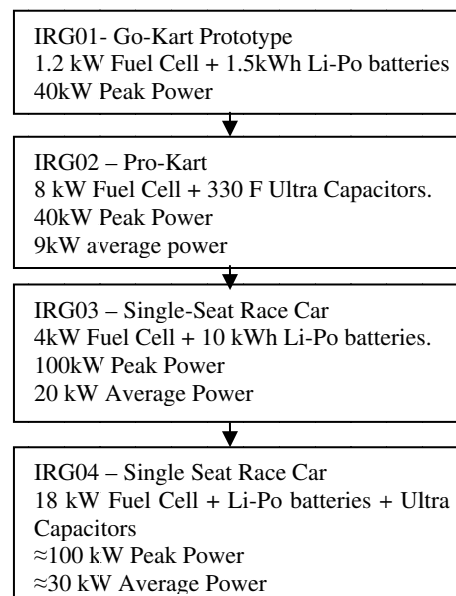 IRG01- Go-Kart Prototype
1.2 kW Fuel Cell + 1.5kWh Li-Po batteries
40kW Peak Power
IRG02 – Pro-Kart
8 kW Fuel Cell + 330 F Ultra Capacitors.
40kW Peak Power
9kW average power
IRG03 – Single-Seat Race Car
4kW Fuel Cell + 10 kWh Li-Po batteries.
100kW Peak Power
20 kW Average Power
IRG04 – Single Seat Race Car
18 kW Fuel Cell + Li-Po batteries + Ultra
Capacitors
≈100 kW Peak Power
≈30 kW Average Power